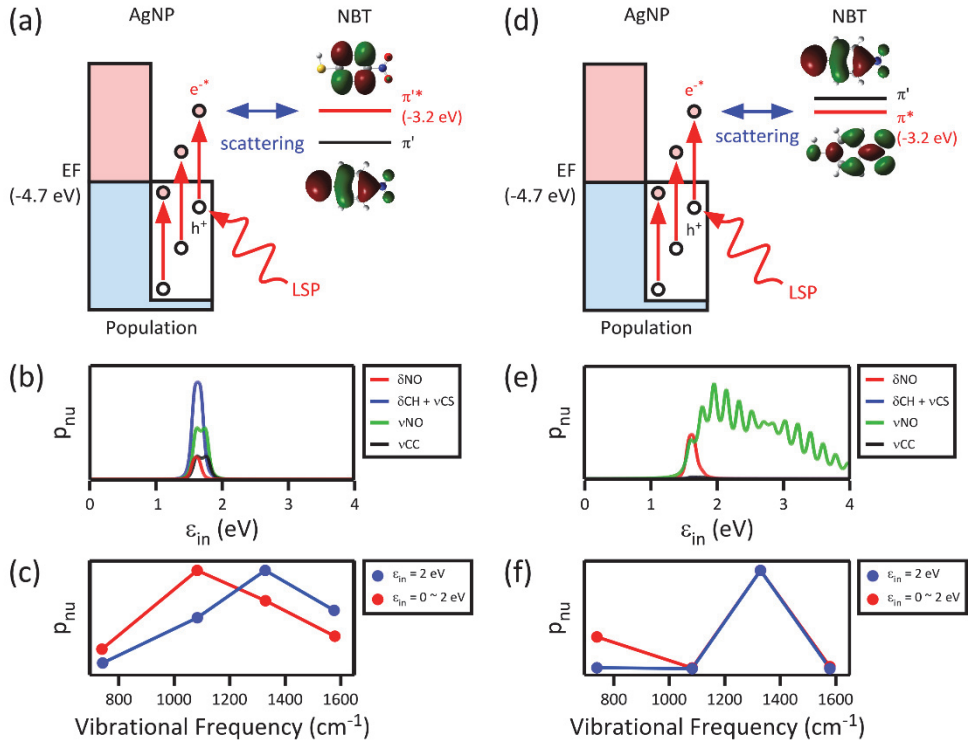 (a)
AgNP
NBT
e⁻*
π'*
(-3.2 eV)
scattering
π'
EF
(-4.7 eV)
h⁺
LSP
Population
(b)
pnu
δNO
δCH + νCS
νNO
νCC
0 1 2 3 4
εin (eV)
(c)
pnu
εin = 2 eV
εin = 0 ~ 2 eV
800 1000 1200 1400 1600
Vibrational Frequency (cm⁻¹)
(d)
AgNP
NBT
e⁻*
π'
π*
(-3.2 eV)
scattering
EF
(-4.7 eV)
h⁺
LSP
Population
(e)
pnu
δNO
δCH + νCS
νNO
νCC
0 1 2 3 4
εin (eV)
(f)
pnu
εin = 2 eV
εin = 0 ~ 2 eV
800 1000 1200 1400 1600
Vibrational Frequency (cm⁻¹)